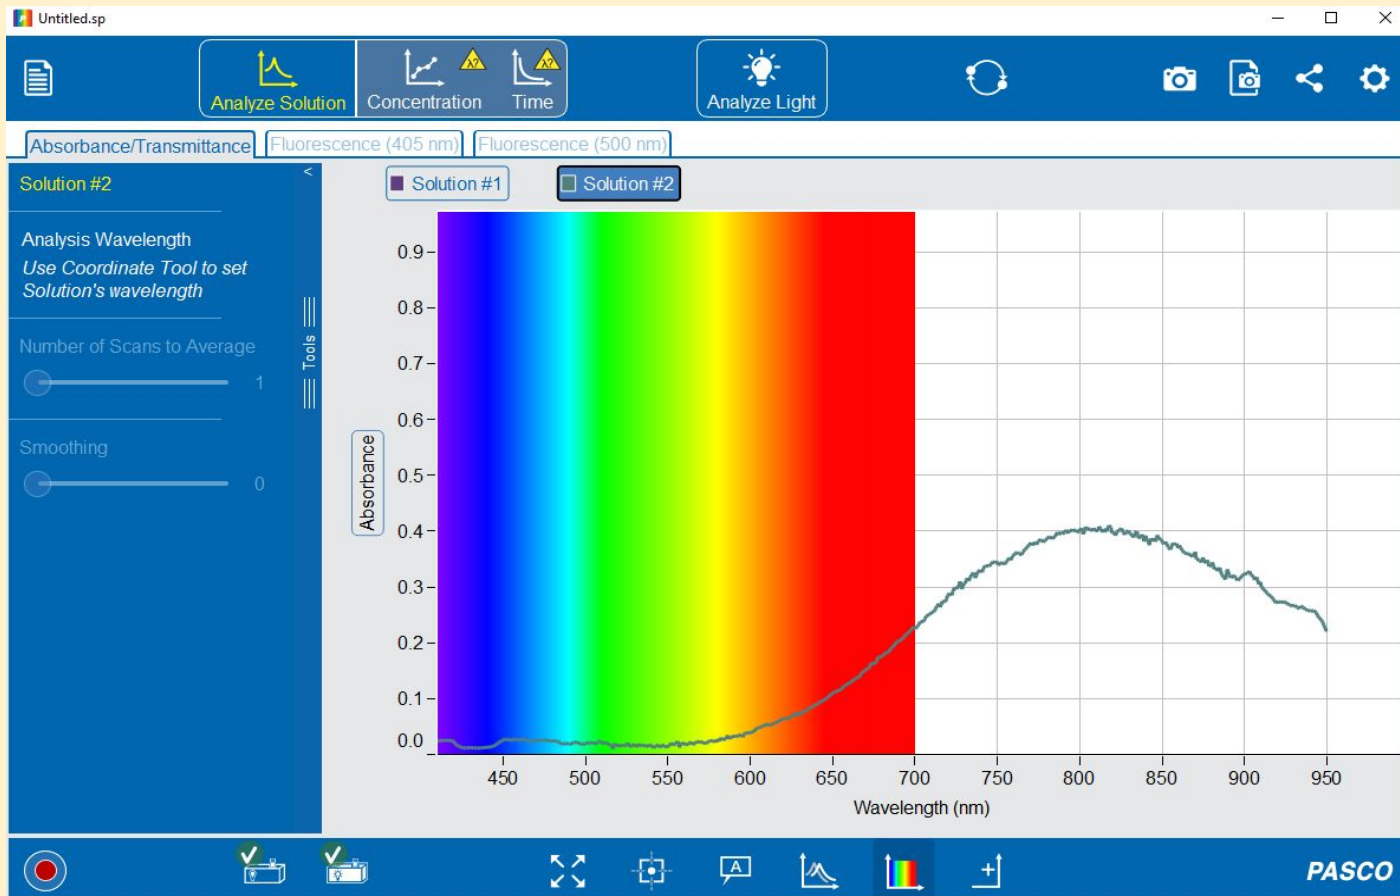 Untitled.sp
Analyze Solution
Concentration
λ?
Time
λ?
Analyze Light
Absorbance/Transmittance
Fluorescence (405 nm)
Fluorescence (500 nm)
Solution #2
<
Solution #1
Solution #2
Analysis Wavelength
Use Coordinate Tool to set
Solution's wavelength
Number of Scans to Average
1
Smoothing
0
Tools
Absorbance
0.9
0.8
0.7
0.6
0.5
0.4
0.3
0.2
0.1
0.0
450 500 550 600 650 700 750 800 850 900 950
Wavelength (nm)
A
PASCO